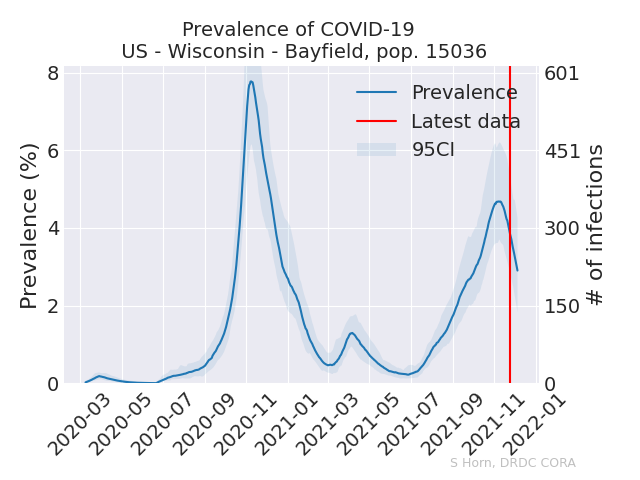 Prevalence of COVID-19
US - Wisconsin - Bayfield, pop. 15036
Prevalence
Latest data
95CI
Prevalence (%)
8
6
4
2
0
601
451
300
150
0
# of infections
2020-03
2020-05
2020-07
2020-09
2020-11
2021-01
2021-03
2021-05
2021-07
2021-09
2021-11
2022-01
S Horn, DRDC CORA